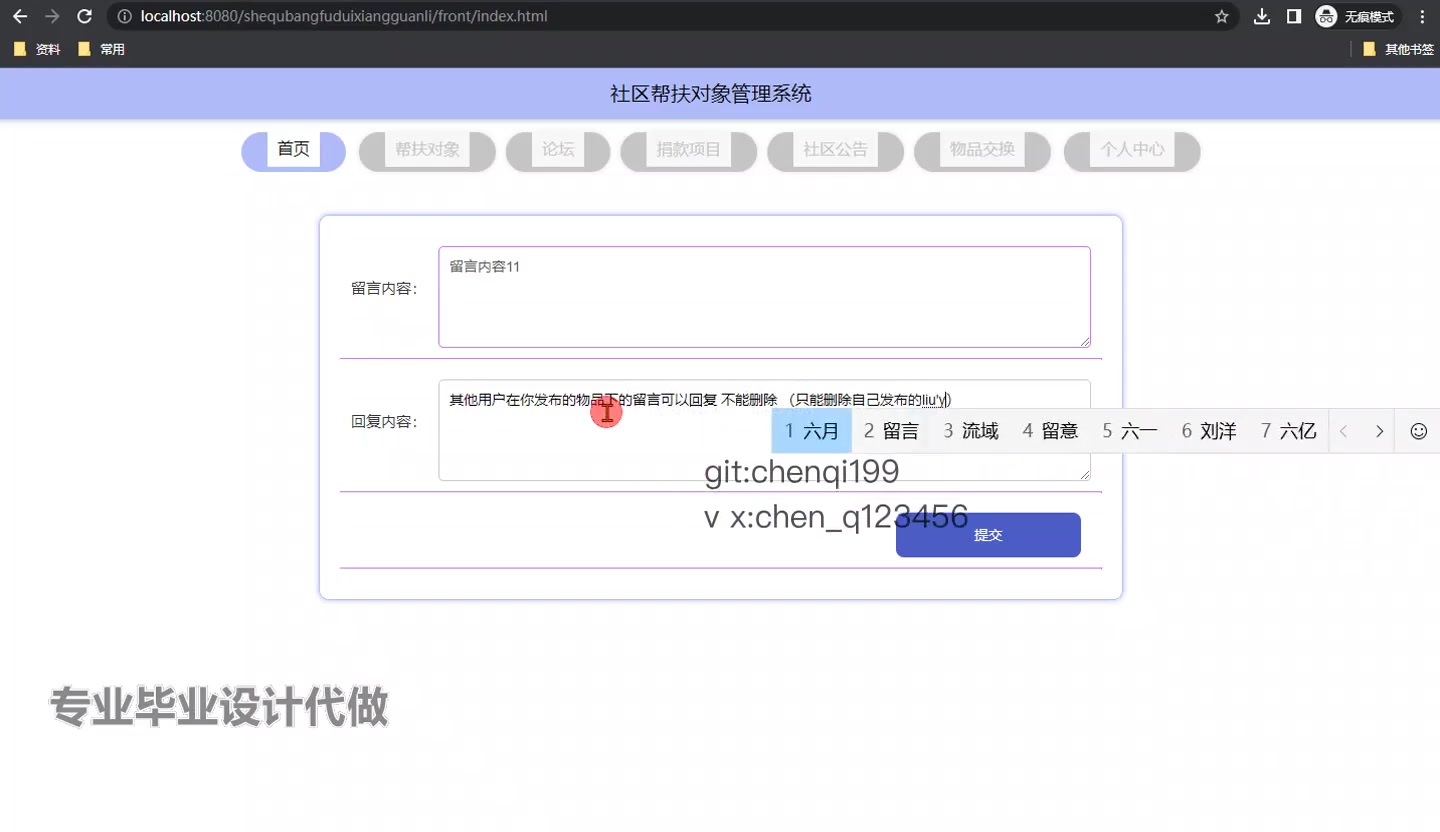 localhost:8080/shequbangfuduixiangguanli/front/index.html
无痕模式
资料 常用 其他书签
社区帮扶对象管理系统
首页 帮扶对象 论坛 捐款项目 社区公告 物品交换 个人中心
留言内容: 留言内容11
回复内容: 其他用户在你发布的物品下的留言可以回复 不能删除 (只能删除自己发布的liu'y)
1 六月 2 留言 3 流域 4 留意 5 六一 6 刘洋 7 六亿
git:chenqi199
v x:chen_q123456
提交
专业毕业设计代做